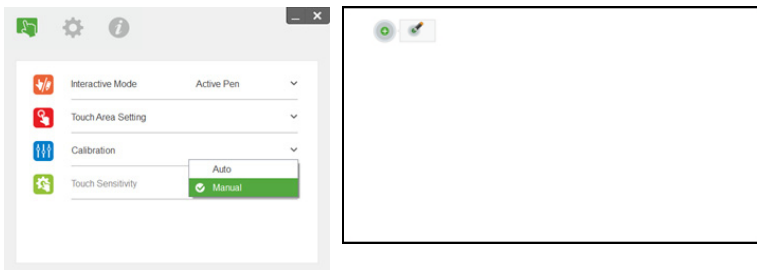 Interactive Mode Active Pen
Touch Area Setting
Calibration
Auto
Touch Sensitivity
Manual